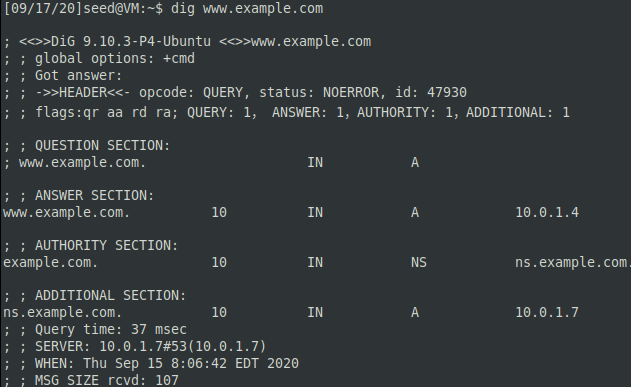 [09/17/20]seed@VM:~$ dig www.example.com
; <<>>DiG 9.10.3-P4-Ubuntu <<>>www.example.com
; ; global options: +cmd
; ; Got answer:
; ; ->>HEADER<<- opcode: QUERY, status: NOERROR, id: 47930
; ; flags:qr aa rd ra; QUERY: 1, ANSWER: 1, AUTHORITY: 1, ADDITIONAL: 1
; ; QUESTION SECTION:
; www.example.com. IN A
; ; ANSWER SECTION:
www.example.com. 10 IN A 10.0.1.4
; ; AUTHORITY SECTION:
example.com. 10 IN NS ns.example.com.
; ; ADDITIONAL SECTION:
ns.example.com. 10 IN A 10.0.1.7
; ; Query time: 37 msec
; ; SERVER: 10.0.1.7#53(10.0.1.7)
; ; WHEN: Thu Sep 15 8:06:42 EDT 2020
; ; MSG SIZE rcvd: 107